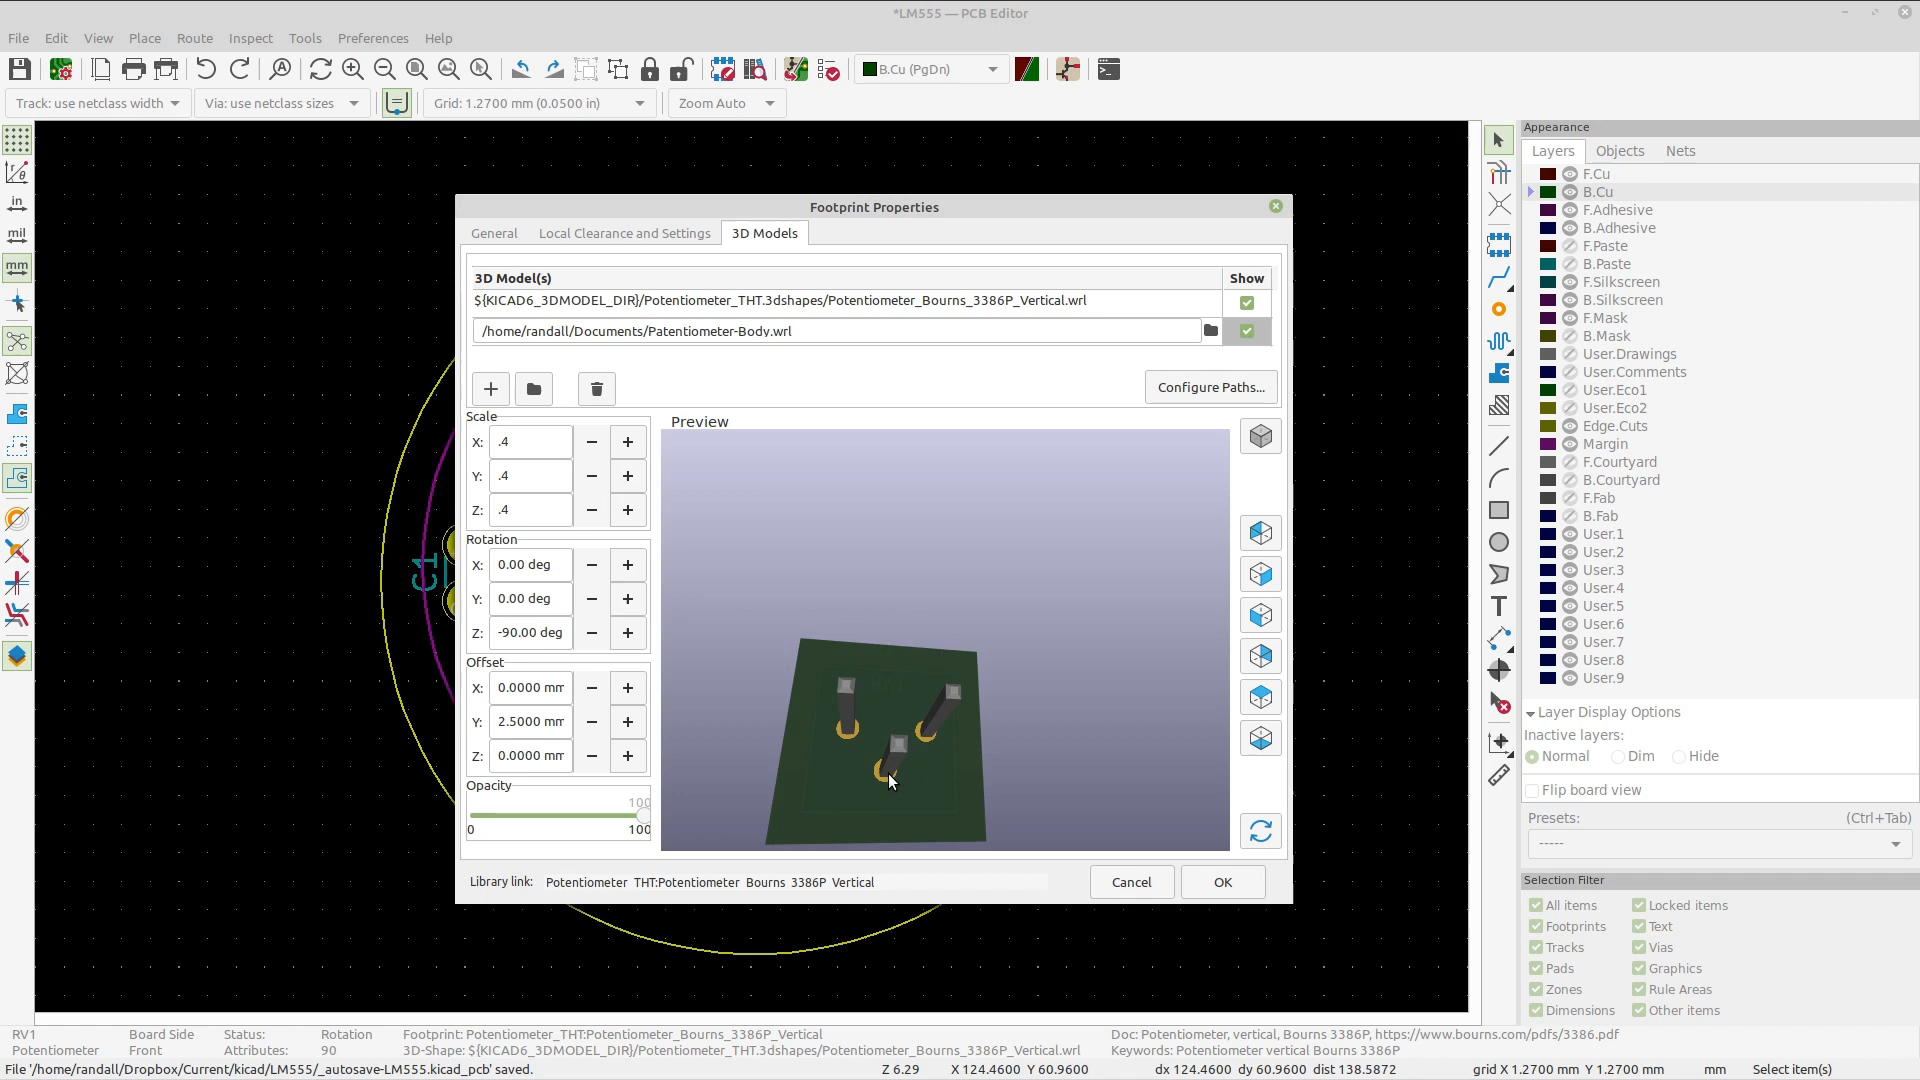 *LM555 — PCB Editor
File Edit View Place Route Inspect Tools Preferences Help
B.Cu (PgDn)
Track: use netclass width Via: use netclass sizes Grid: 1.2700 mm (0.0500 in) Zoom Auto
in
mil
mm
C1
Footprint Properties
General Local Clearance and Settings 3D Models
3D Model(s) Show
${KICAD6_3DMODEL_DIR}/Potentiometer_THT.3dshapes/Potentiometer_Bourns_3386P_Vertical.wrl
/home/randall/Documents/Patentiometer-Body.wrl
Configure Paths...
Scale
X: .4
Y: .4
Z: .4
Rotation
X: 0.00 deg
Y: 0.00 deg
Z: -90.00 deg
Offset
X: 0.0000 mm
Y: 2.5000 mm
Z: 0.0000 mm
Opacity
100
0 100
Preview
Library link: Potentiometer_THT:Potentiometer_Bourns_3386P_Vertical
Cancel OK
Appearance
Layers Objects Nets
F.Cu
B.Cu
F.Adhesive
B.Adhesive
F.Paste
B.Paste
F.Silkscreen
B.Silkscreen
F.Mask
B.Mask
User.Drawings
User.Comments
User.Eco1
User.Eco2
Edge.Cuts
Margin
F.Courtyard
B.Courtyard
F.Fab
B.Fab
User.1
User.2
User.3
User.4
User.5
User.6
User.7
User.8
User.9
Layer Display Options
Inactive layers:
Normal Dim Hide
Flip board view
Presets: (Ctrl+Tab)
-----
Selection Filter
All items Locked items
Footprints Text
Tracks Vias
Pads Graphics
Zones Rule Areas
Dimensions Other items
RV1 Board Side Status: Rotation Footprint: Potentiometer_THT:Potentiometer_Bourns_3386P_Vertical Doc: Potentiometer, vertical, Bourns 3386P, https://www.bourns.com/pdfs/3386.pdf
Potentiometer Front Attributes: 90 3D-Shape: ${KICAD6_3DMODEL_DIR}/Potentiometer_THT.3dshapes/Potentiometer_Bourns_3386P_Vertical.wrl Keywords: Potentiometer vertical Bourns 3386P
File '/home/randall/Dropbox/Current/kicad/LM555/_autosave-LM555.kicad_pcb' saved. Z 6.29 X 124.4600 Y 60.9600 dx 124.4600 dy 60.9600 dist 138.5872 grid X 1.2700 mm Y 1.2700 mm mm Select item(s)